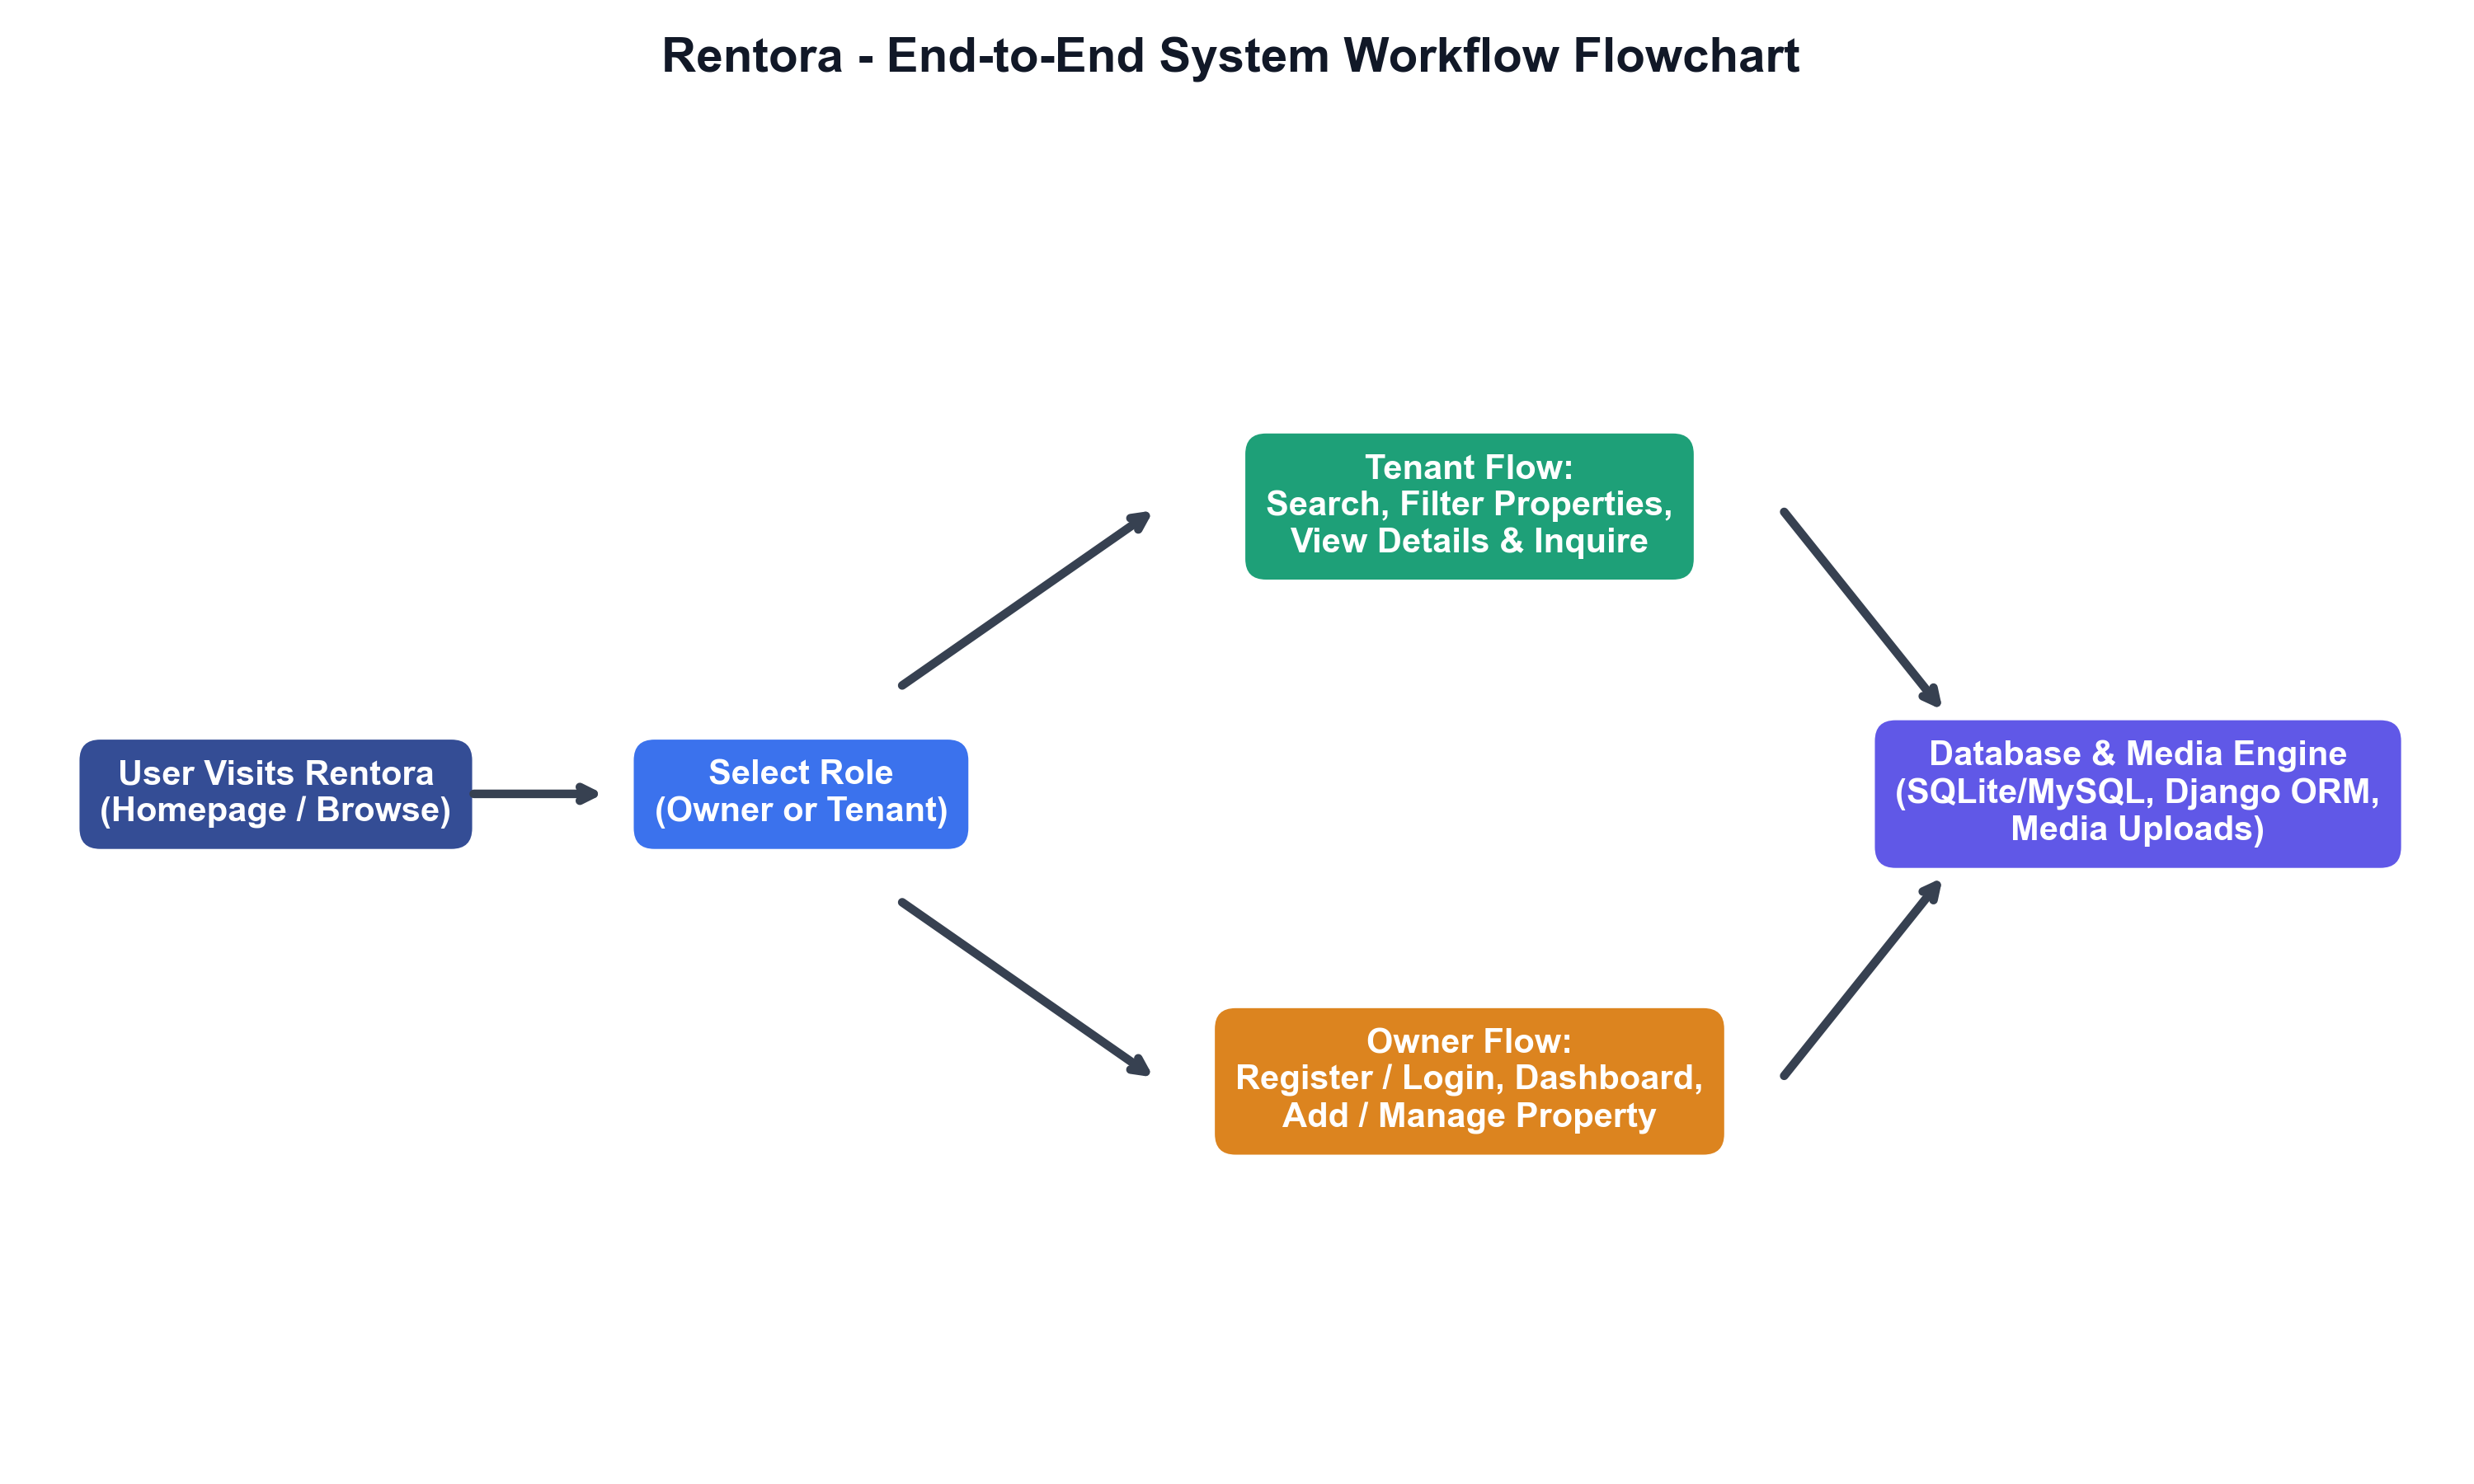 Rentora - End-to-End System Workflow Flowchart
User Visits Rentora
(Homepage / Browse)
Select Role
(Owner or Tenant)
Tenant Flow:
Search, Filter Properties,
View Details & Inquire
Owner Flow:
Register / Login, Dashboard,
Add / Manage Property
Database & Media Engine
(SQLite/MySQL, Django ORM,
Media Uploads)